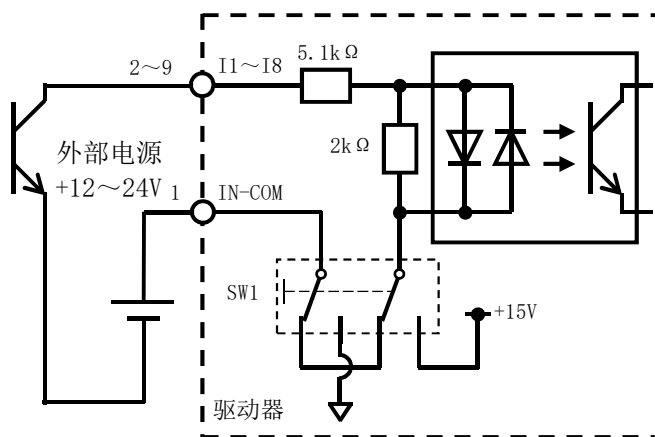 2～9
I1～I8
5.1kΩ
2kΩ
外部电源
+12～24V
1
IN-COM
SW1
+15V
驱动器